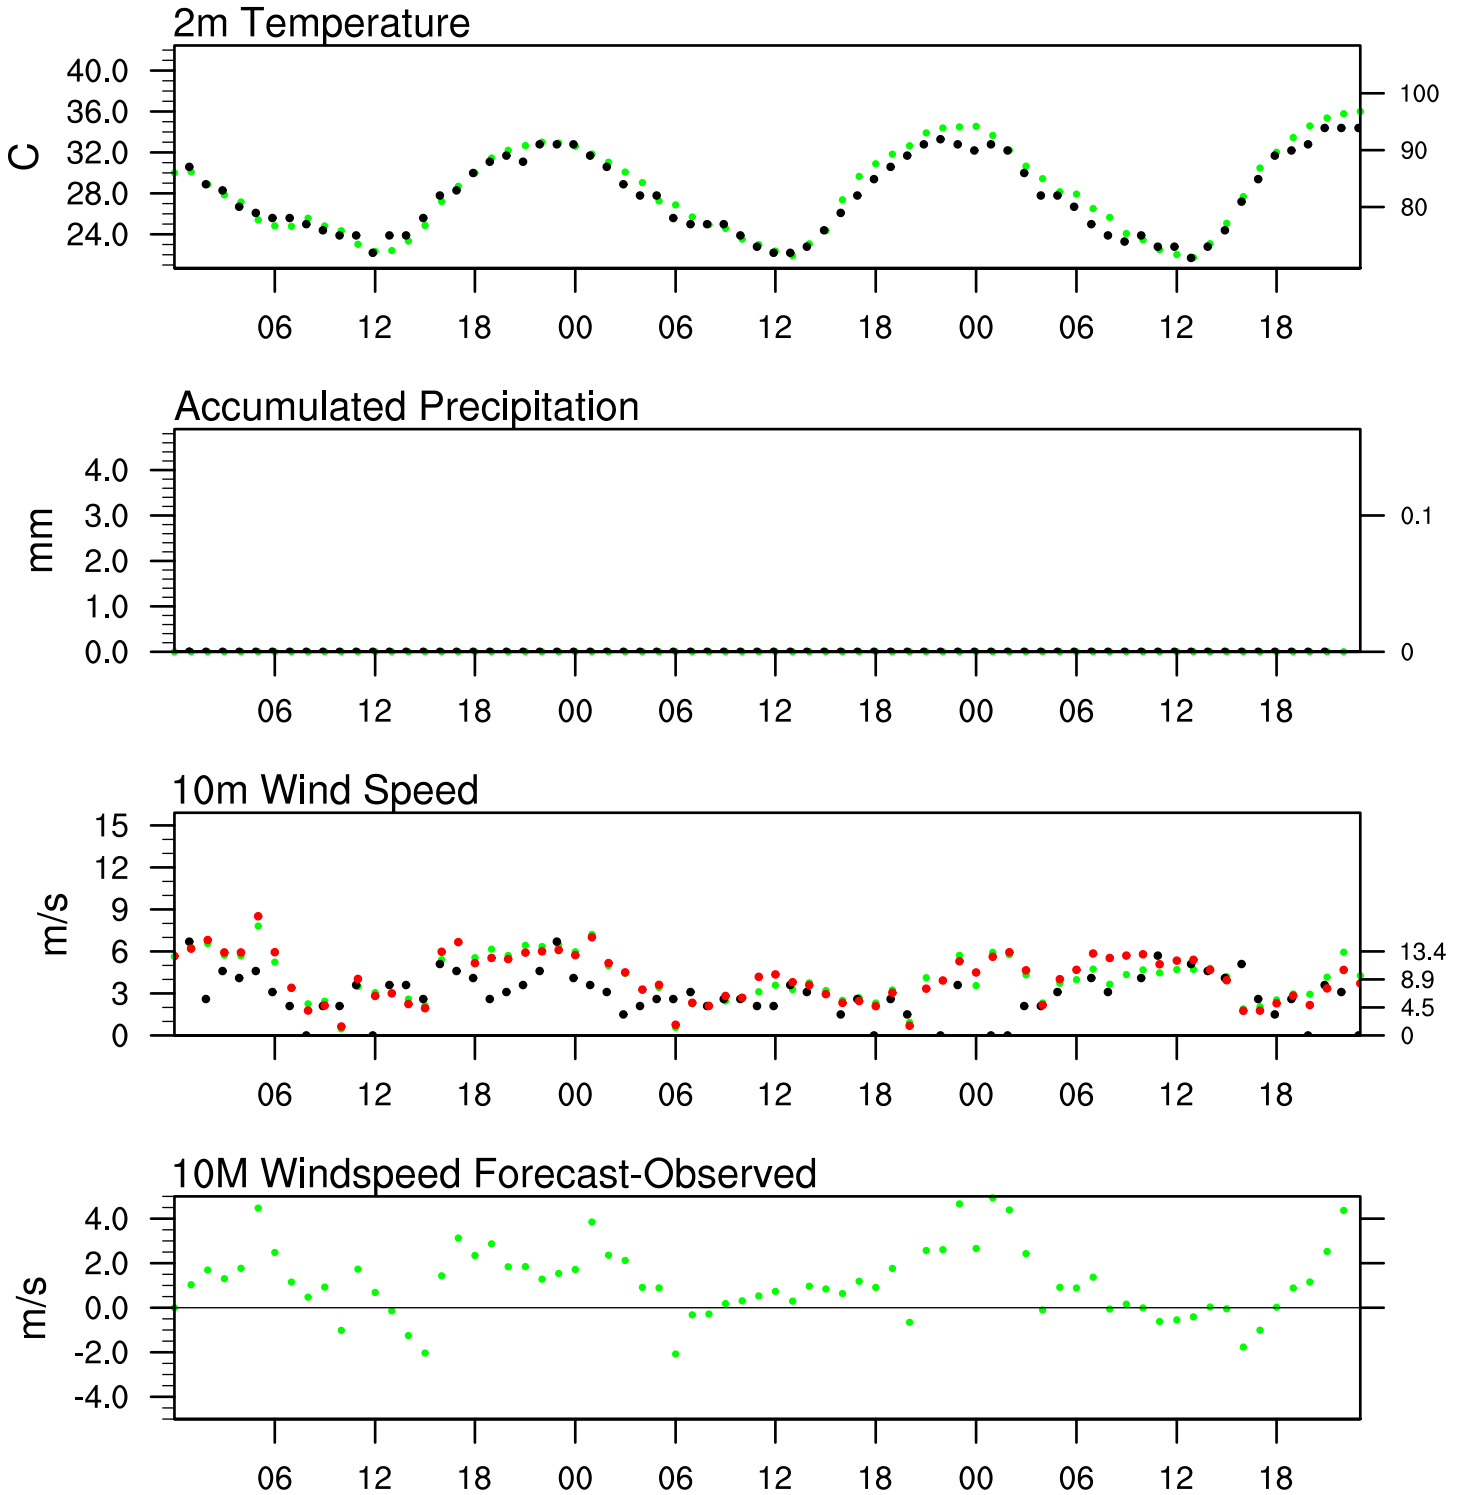 2m Temperature
40.0
36.0
32.0
28.0
24.0
C
100
90
80
06 12 18 00 06 12 18 00 06 12 18
Accumulated Precipitation
4.0
3.0
2.0
1.0
0.0
mm
0.1
0
06 12 18 00 06 12 18 00 06 12 18
10m Wind Speed
15
12
9
6
3
0
m/s
13.4
8.9
4.5
0
06 12 18 00 06 12 18 00 06 12 18
10M Windspeed Forecast-Observed
4.0
2.0
0.0
-2.0
-4.0
m/s
06 12 18 00 06 12 18 00 06 12 18